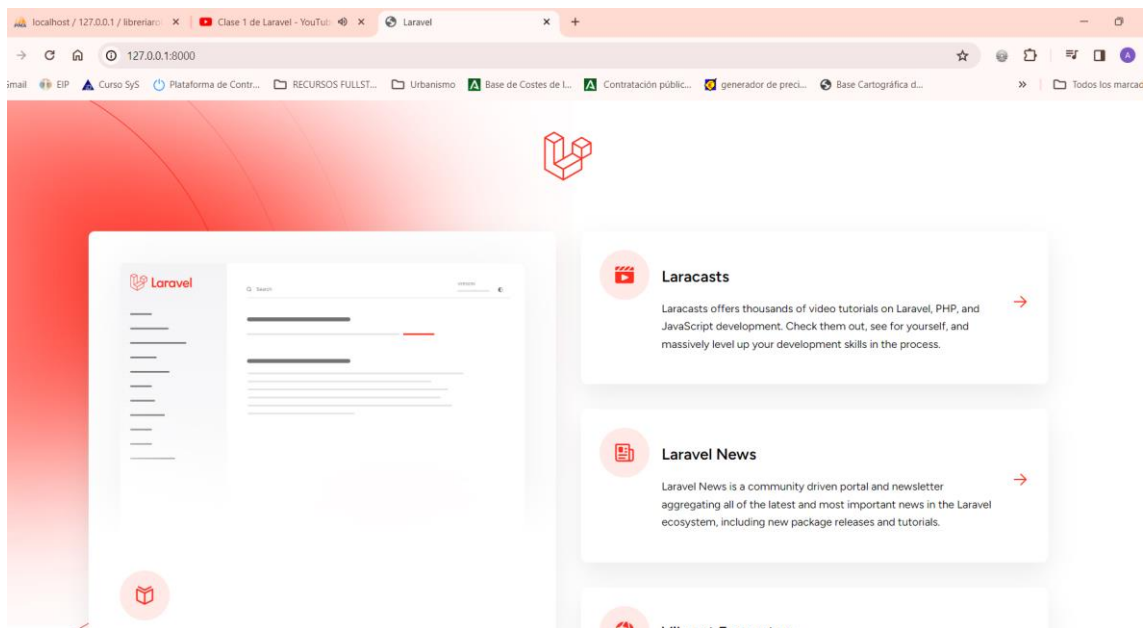 localhost / 127.0.0.1 / libreriaro
Clase 1 de Laravel - YouTub
Laravel
127.0.0.1:8000
Gmail
EIP
Curso SyS
Plataforma de Contr...
RECURSOS FULLST...
Urbanismo
Base de Costes de l...
Contratación públic...
generador de preci...
Base Cartográfica d...
»
Todos los marcad
Laravel
Search
Laracasts
Laracasts offers thousands of video tutorials on Laravel, PHP, and
JavaScript development. Check them out, see for yourself, and
massively level up your development skills in the process.
Laravel News
Laravel News is a community driven portal and newsletter
aggregating all of the latest and most important news in the Laravel
ecosystem, including new package releases and tutorials.